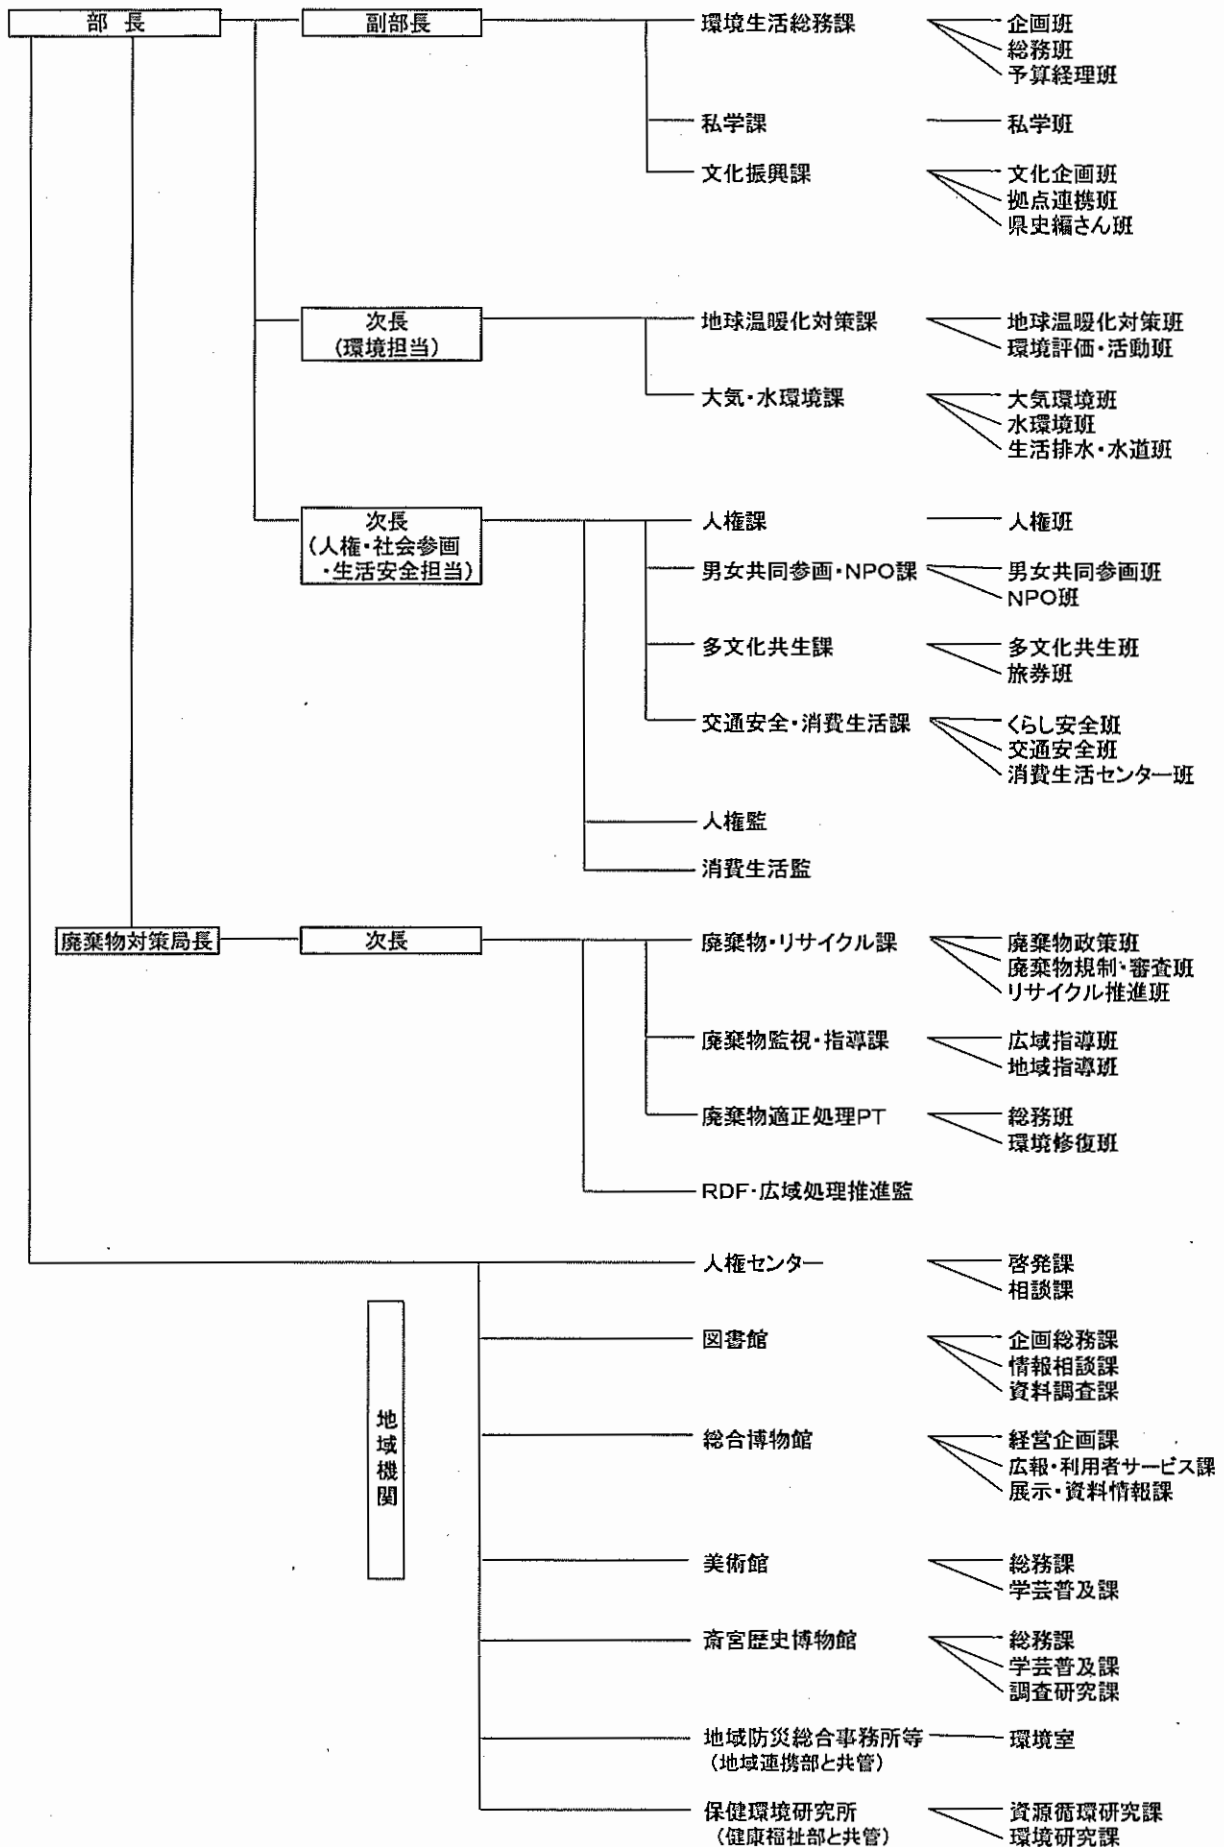 部 長
副部長
環境生活総務課
企画班
総務班
予算経理班
私学課
私学班
文化振興課
文化企画班
拠点連携班
県史編さん班
次長
(環境担当)
地球温暖化対策課
地球温暖化対策班
環境評価・活動班
大気・水環境課
大気環境班
水環境班
生活排水・水道班
次長
(人権・社会参画
・生活安全担当)
人権課
人権班
男女共同参画・NPO課
男女共同参画班
NPO班
多文化共生課
多文化共生班
旅券班
交通安全・消費生活課
くらし安全班
交通安全班
消費生活センター班
人権監
消費生活監
廃棄物対策局長
次長
廃棄物・リサイクル課
廃棄物政策班
廃棄物規制・審査班
リサイクル推進班
廃棄物監視・指導課
広域指導班
地域指導班
廃棄物適正処理PT
総務班
環境修復班
RDF・広域処理推進監
地域機関
人権センター
啓発課
相談課
図書館
企画総務課
情報相談課
資料調査課
総合博物館
経営企画課
広報・利用者サービス課
展示・資料情報課
美術館
総務課
学芸普及課
斎宮歴史博物館
総務課
学芸普及課
調査研究課
地域防災総合事務所等
(地域連携部と共管)
環境室
保健環境研究所
(健康福祉部と共管)
資源循環研究課
環境研究課